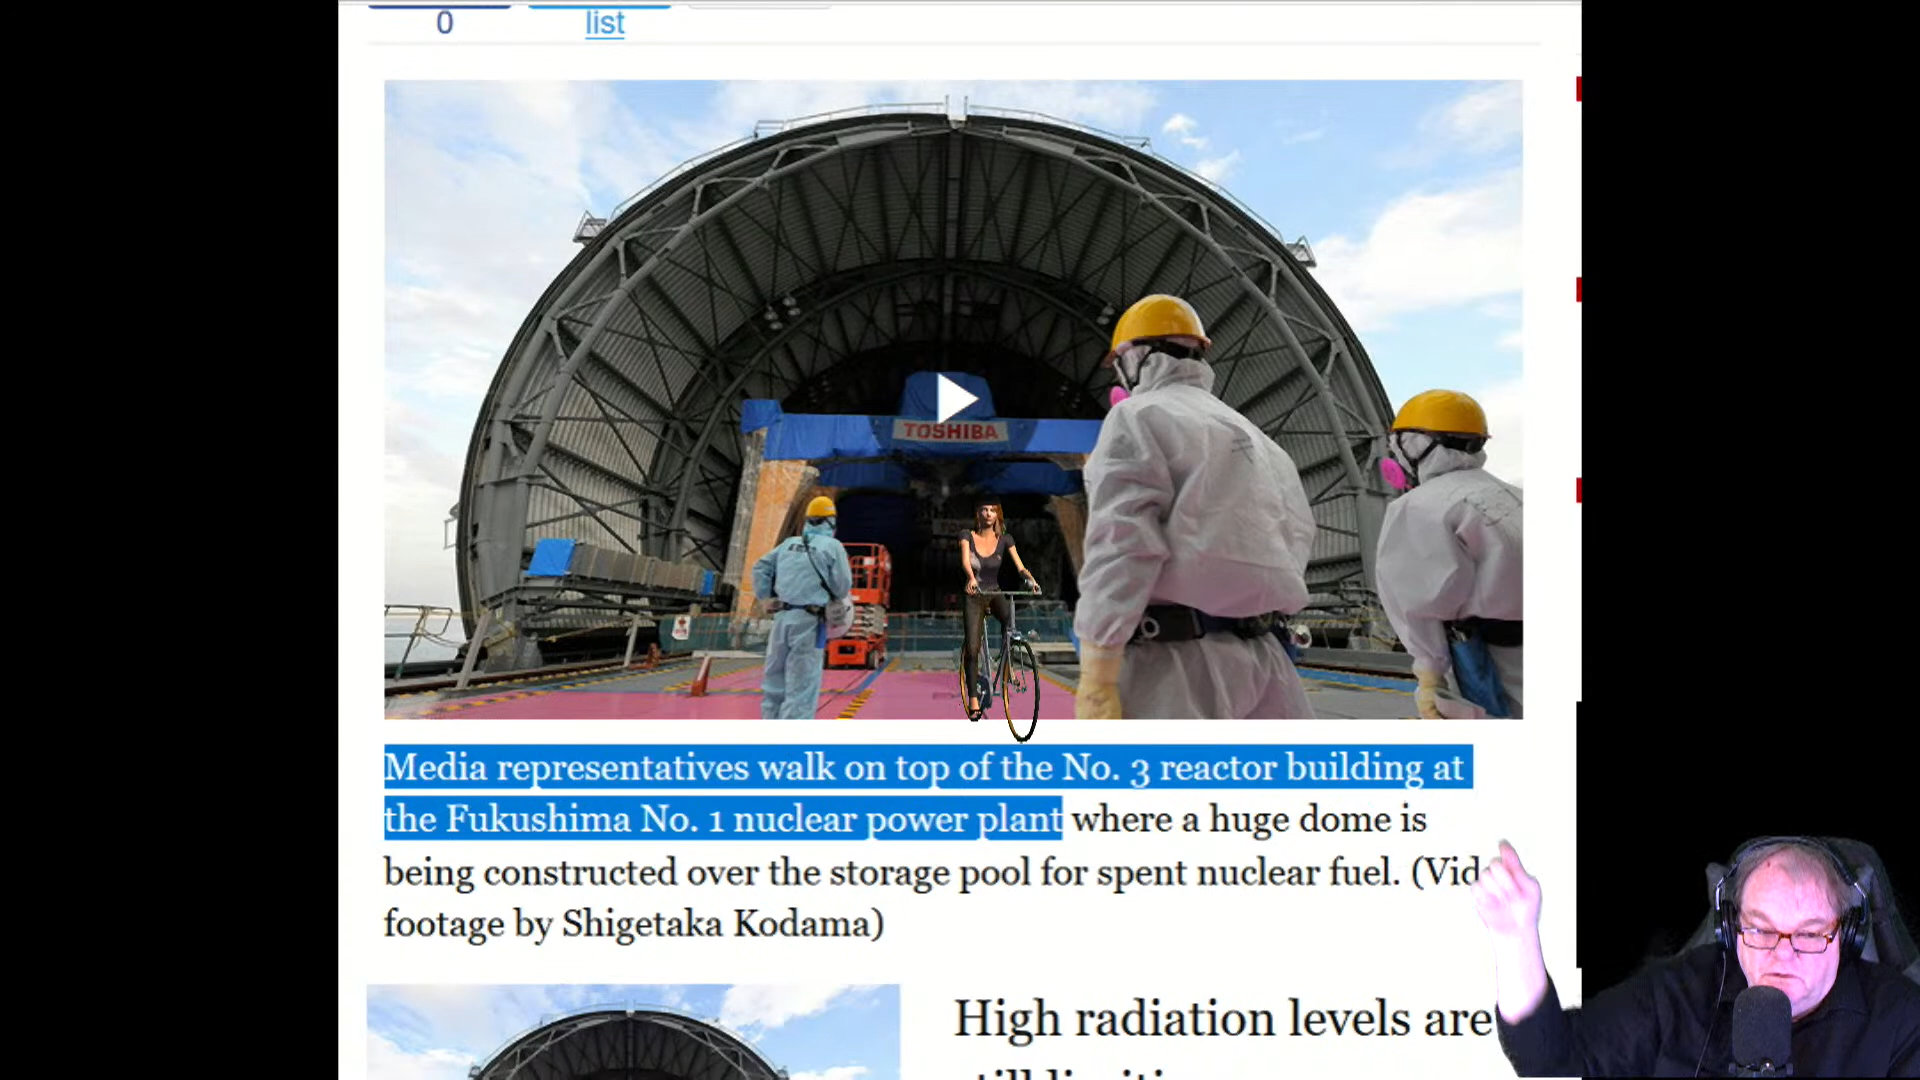 0
list
TOSHIBA
Media representatives walk on top of the No. 3 reactor building at
the Fukushima No. 1 nuclear power plant where a huge dome is
being constructed over the storage pool for spent nuclear fuel. (Vid
footage by Shigetaka Kodama)
High radiation levels are